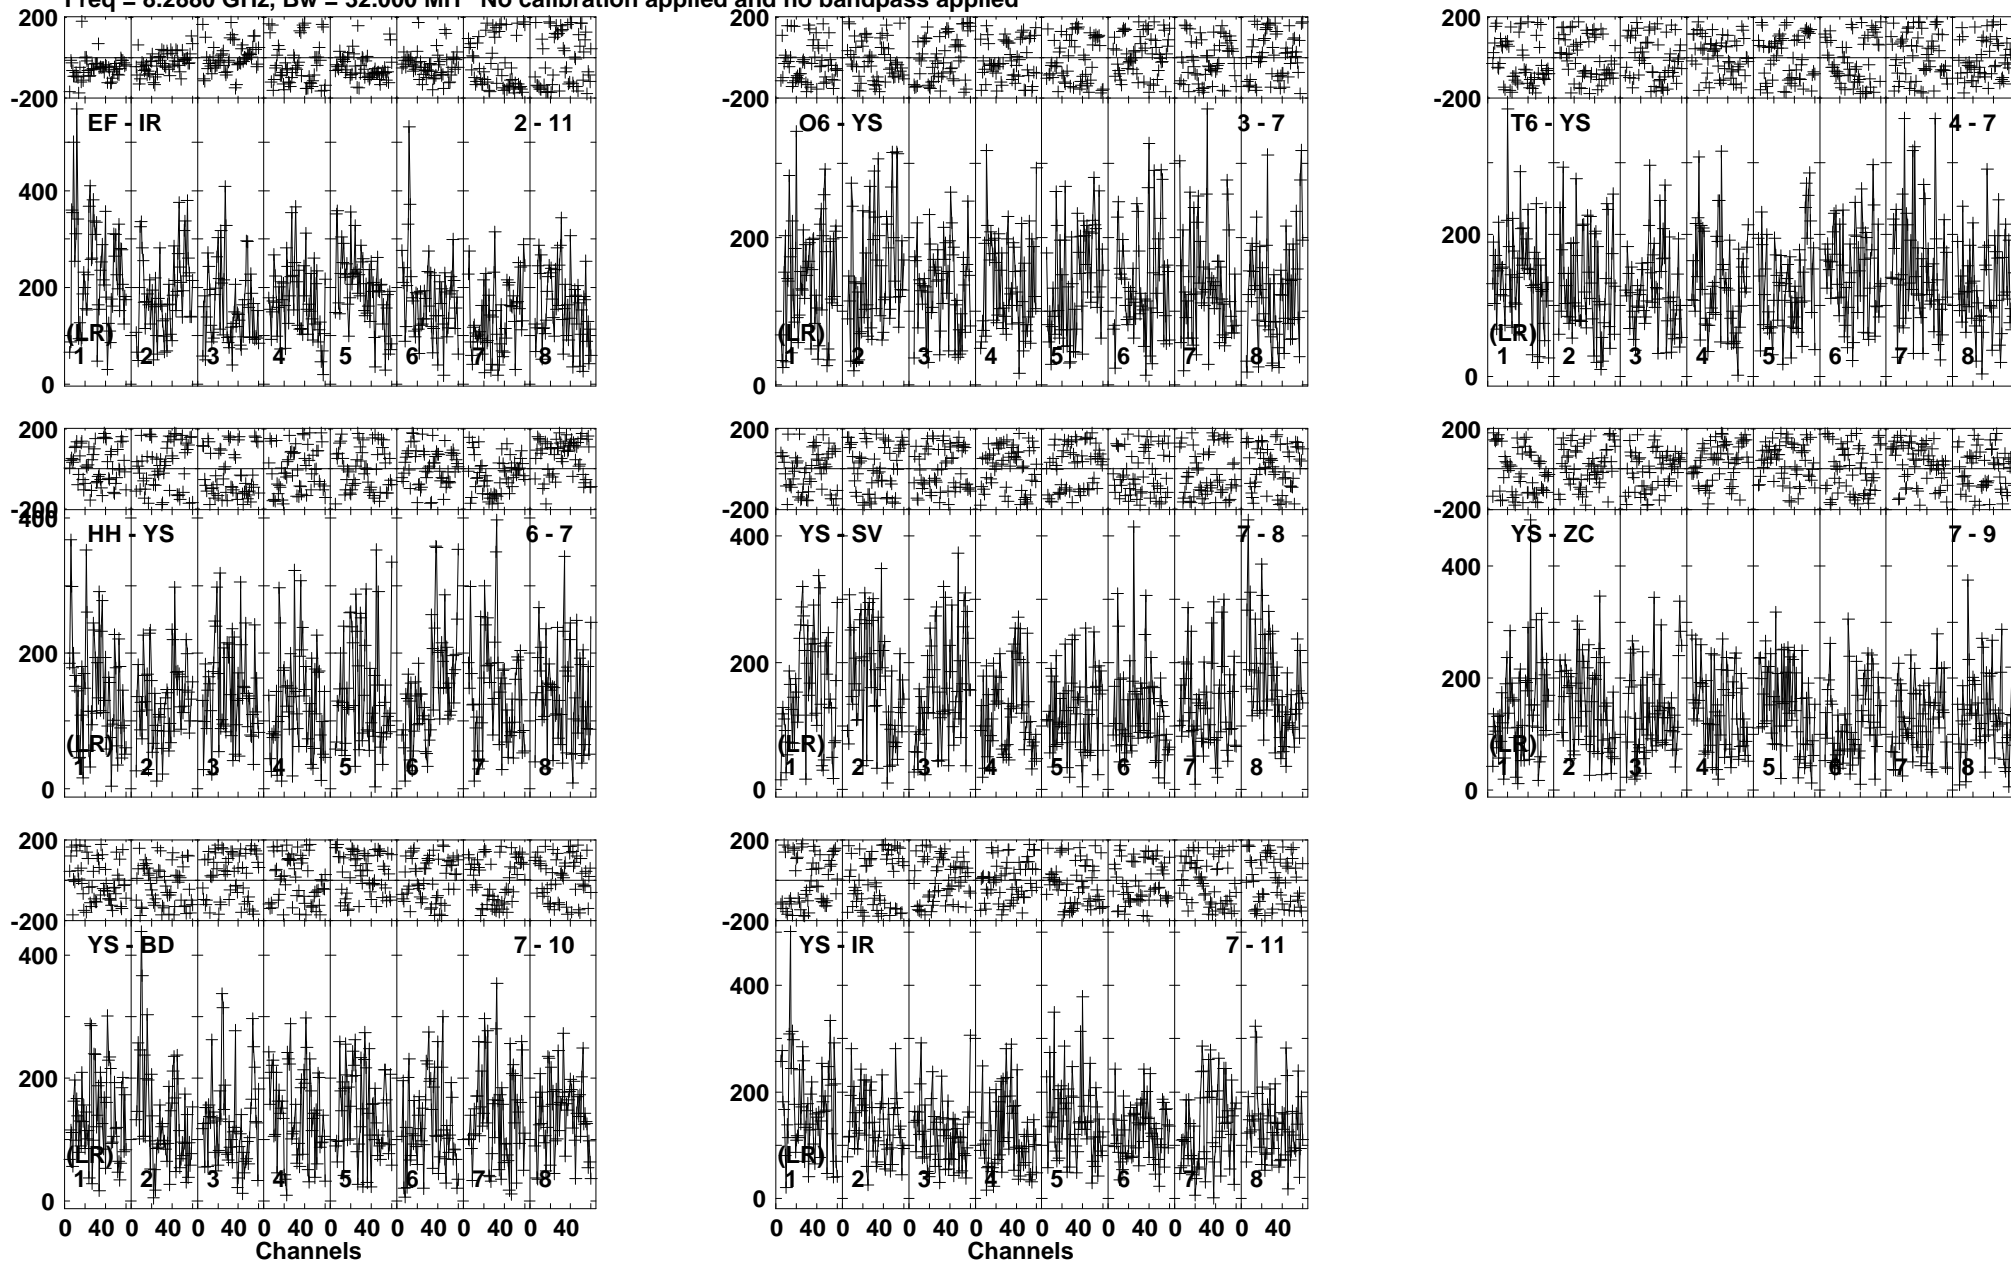 Freq = 8.2880 GHz, Bw = 32.000 MH No calibration applied and no bandpass applied
200 200 200
-200 -200 -200
EF - IR 2 - 11 O6 - YS 3 - 7 T6 - YS 4 - 7
400
200 200 200
(LR) (LR) (LR)
1 2 3 4 5 6 7 8 1 2 3 4 5 6 7 8 1 2 3 4 5 6 7 8
0 0 0
200 200 200
-200 -200 -200
400 HH - YS 6 - 7 YS - SV 7 - 8 YS - ZC 7 - 9
400 400
200 200 200
(LR) (LR) (LR)
1 2 3 4 5 6 7 8 1 2 3 4 5 6 7 8 1 2 3 4 5 6 7 8
0 0 0
200 200
-200 -200
YS - BD 7 - 10 YS - IR 7 - 11
400 400
200 200
(LR) (LR)
1 2 3 4 5 6 7 8 1 2 3 4 5 6 7 8
0 0
0 40 0 40 0 40 0 40 0 40 0 40 0 40 0 40 0 40 0 40 0 40 0 40 0 40 0 40 0 40 0 40
Channels Channels